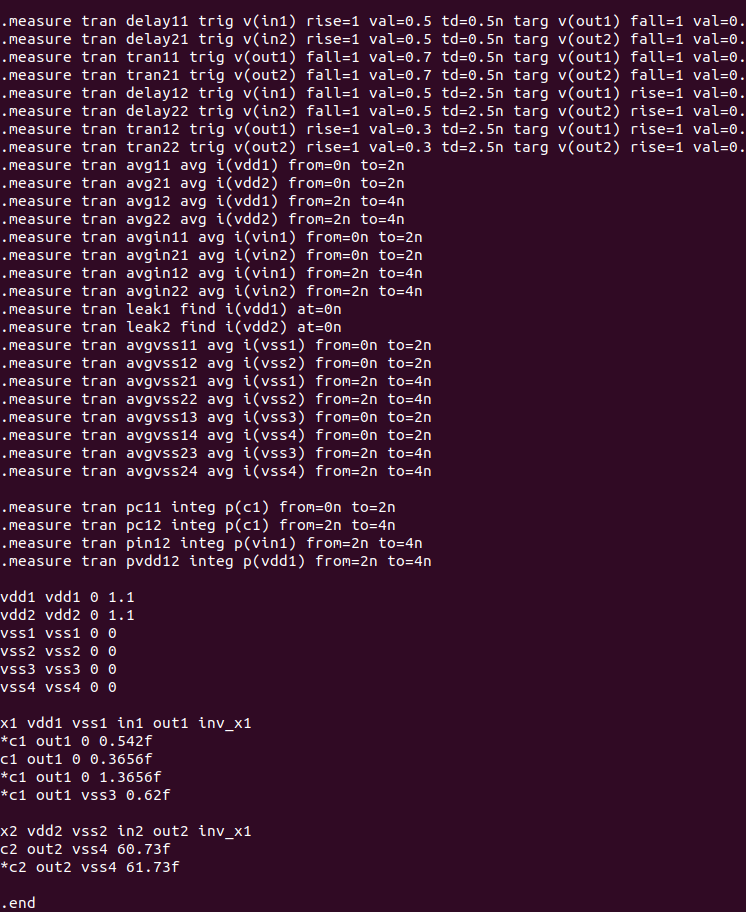 .measure tran delay11 trig v(in1) rise=1 val=0.5 td=0.5n targ v(out1) fall=1 val=0.
.measure tran delay21 trig v(in2) rise=1 val=0.5 td=0.5n targ v(out2) fall=1 val=0.
.measure tran tran11 trig v(out1) fall=1 val=0.7 td=0.5n targ v(out1) fall=1 val=0.
.measure tran tran21 trig v(out2) fall=1 val=0.7 td=0.5n targ v(out2) fall=1 val=0.
.measure tran delay12 trig v(in1) fall=1 val=0.5 td=2.5n targ v(out1) rise=1 val=0.
.measure tran delay22 trig v(in2) fall=1 val=0.5 td=2.5n targ v(out2) rise=1 val=0.
.measure tran tran12 trig v(out1) rise=1 val=0.3 td=2.5n targ v(out1) rise=1 val=0.
.measure tran tran22 trig v(out2) rise=1 val=0.3 td=2.5n targ v(out2) rise=1 val=0.
.measure tran avg11 avg i(vdd1) from=0n to=2n
.measure tran avg21 avg i(vdd2) from=0n to=2n
.measure tran avg12 avg i(vdd1) from=2n to=4n
.measure tran avg22 avg i(vdd2) from=2n to=4n
.measure tran avgin11 avg i(vin1) from=0n to=2n
.measure tran avgin21 avg i(vin2) from=0n to=2n
.measure tran avgin12 avg i(vin1) from=2n to=4n
.measure tran avgin22 avg i(vin2) from=2n to=4n
.measure tran leak1 find i(vdd1) at=0n
.measure tran leak2 find i(vdd2) at=0n
.measure tran avgvss11 avg i(vss1) from=0n to=2n
.measure tran avgvss12 avg i(vss2) from=0n to=2n
.measure tran avgvss21 avg i(vss1) from=2n to=4n
.measure tran avgvss22 avg i(vss2) from=2n to=4n
.measure tran avgvss13 avg i(vss3) from=0n to=2n
.measure tran avgvss14 avg i(vss4) from=0n to=2n
.measure tran avgvss23 avg i(vss3) from=2n to=4n
.measure tran avgvss24 avg i(vss4) from=2n to=4n

.measure tran pc11 integ p(c1) from=0n to=2n
.measure tran pc12 integ p(c1) from=2n to=4n
.measure tran pin12 integ p(vin1) from=2n to=4n
.measure tran pvdd12 integ p(vdd1) from=2n to=4n

vdd1 vdd1 0 1.1
vdd2 vdd2 0 1.1
vss1 vss1 0 0
vss2 vss2 0 0
vss3 vss3 0 0
vss4 vss4 0 0

x1 vdd1 vss1 in1 out1 inv_x1
*c1 out1 0 0.542f
c1 out1 0 0.3656f
*c1 out1 0 1.3656f
*c1 out1 vss3 0.62f

x2 vdd2 vss2 in2 out2 inv_x1
c2 out2 vss4 60.73f
*c2 out2 vss4 61.73f

.end